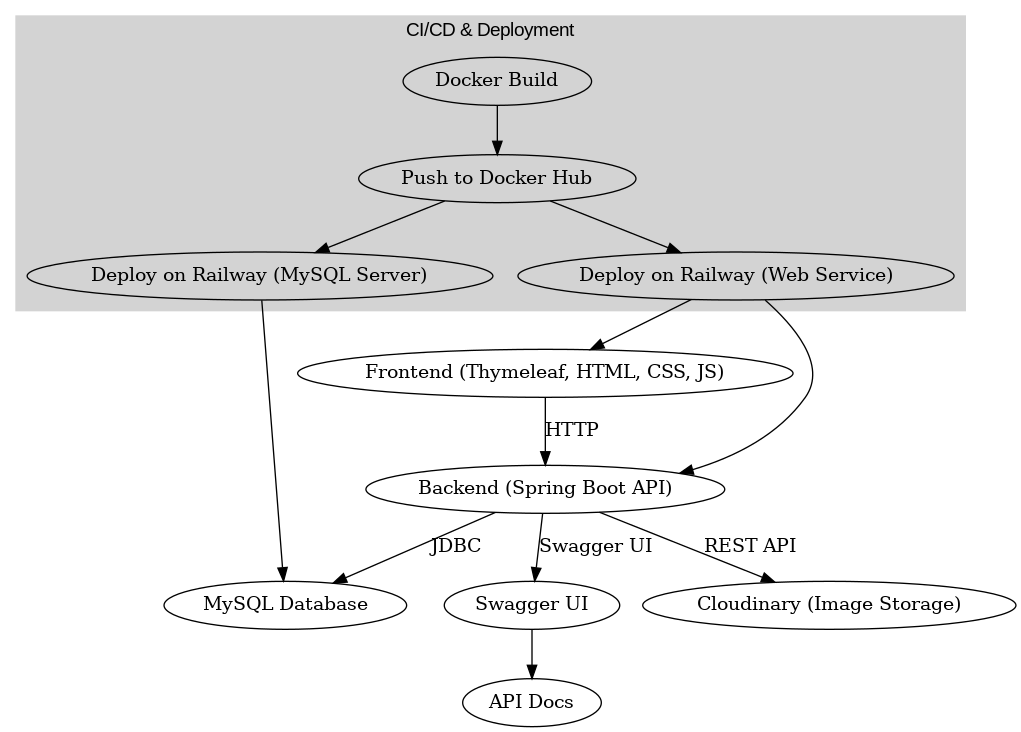 CI/CD & Deployment
Docker Build
Push to Docker Hub
Deploy on Railway (MySQL Server)
Deploy on Railway (Web Service)
Frontend (Thymeleaf, HTML, CSS, JS)
HTTP
Backend (Spring Boot API)
JDBC
Swagger UI
REST API
MySQL Database
Swagger UI
Cloudinary (Image Storage)
API Docs